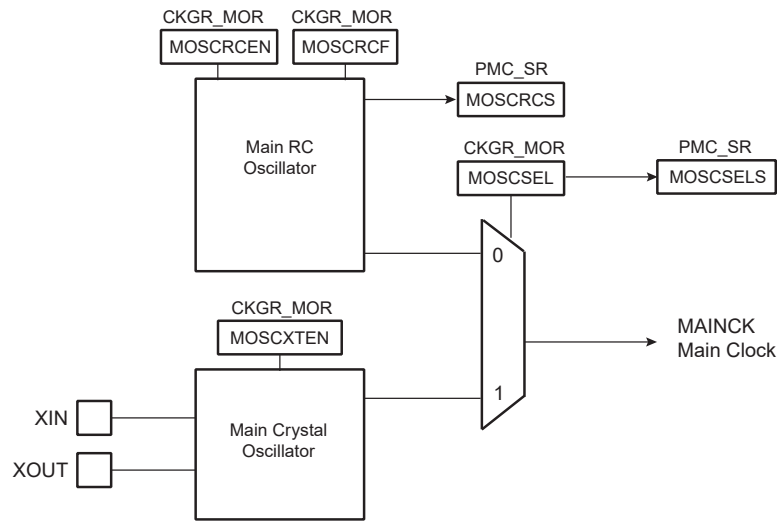 CKGR_MOR CKGR_MOR
MOSCRCEN MOSCRCF
PMC_SR
MOSCRCS
Main RC
Oscillator
CKGR_MOR
MOSCSEL
PMC_SR
MOSCSELS
0
CKGR_MOR
MOSCXTEN
MAINCK
Main Clock
1
XIN
XOUT
Main Crystal
Oscillator